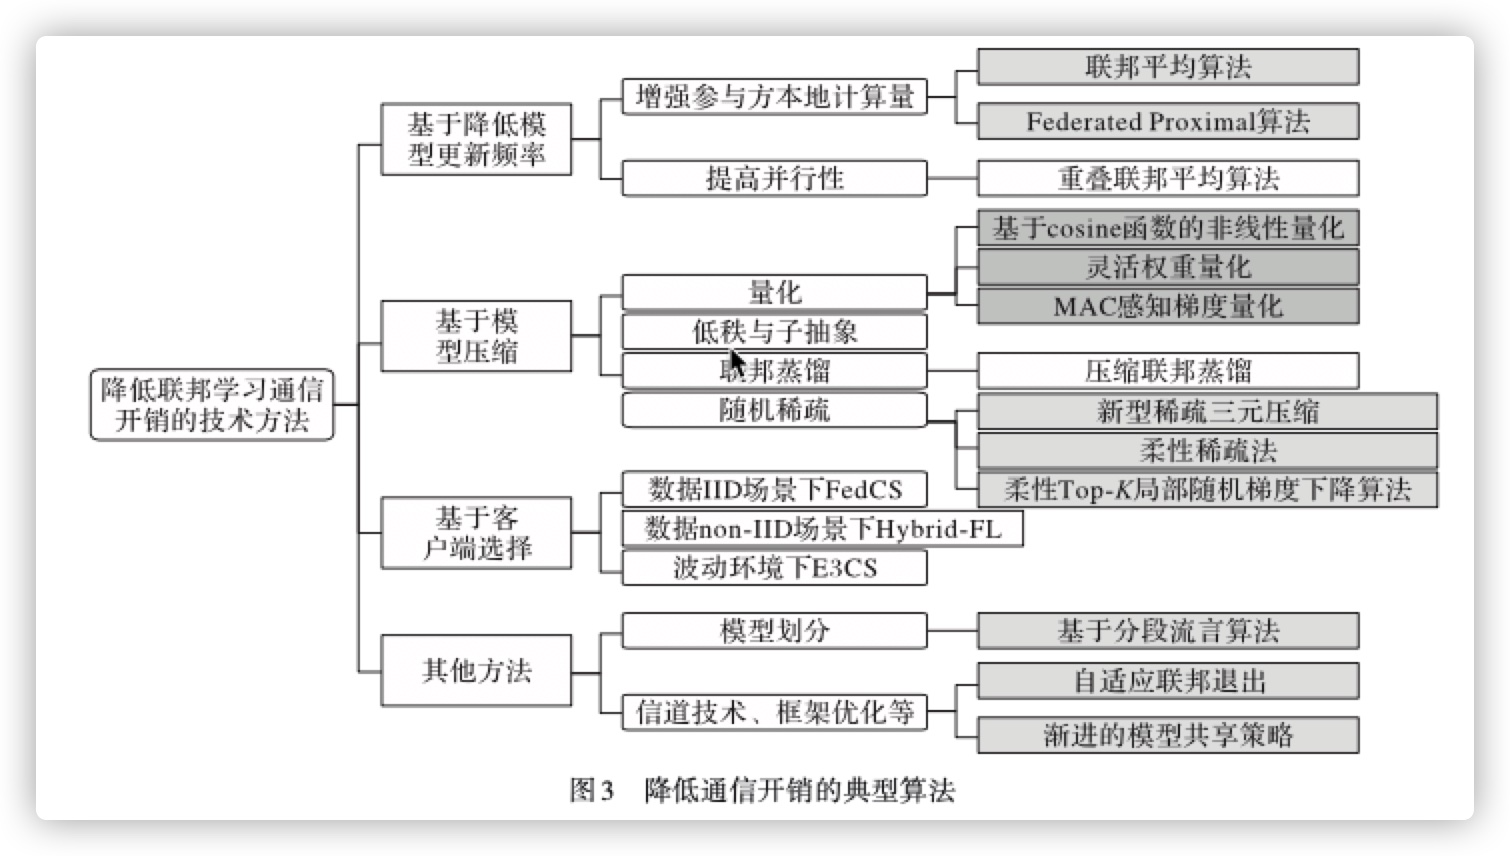 降低联邦学习通信
开销的技术方法
基于降低模
型更新频率
增强参与方本地计算量
联邦平均算法
Federated Proximal算法
提高并行性
重叠联邦平均算法
基于模
型压缩
量化
基于cosine函数的非线性量化
灵活权重量化
MAC感知梯度量化
低秩与子抽象
联邦蒸馏
压缩联邦蒸馏
随机稀疏
新型稀疏三元压缩
柔性稀疏法
柔性Top-K局部随机梯度下降算法
基于客
户端选择
数据IID场景下FedCS
数据non-IID场景下Hybrid-FL
波动环境下E3CS
其他方法
模型划分
基于分段流言算法
信道技术、框架优化等
自适应联邦退出
渐进的模型共享策略
图3 降低通信开销的典型算法